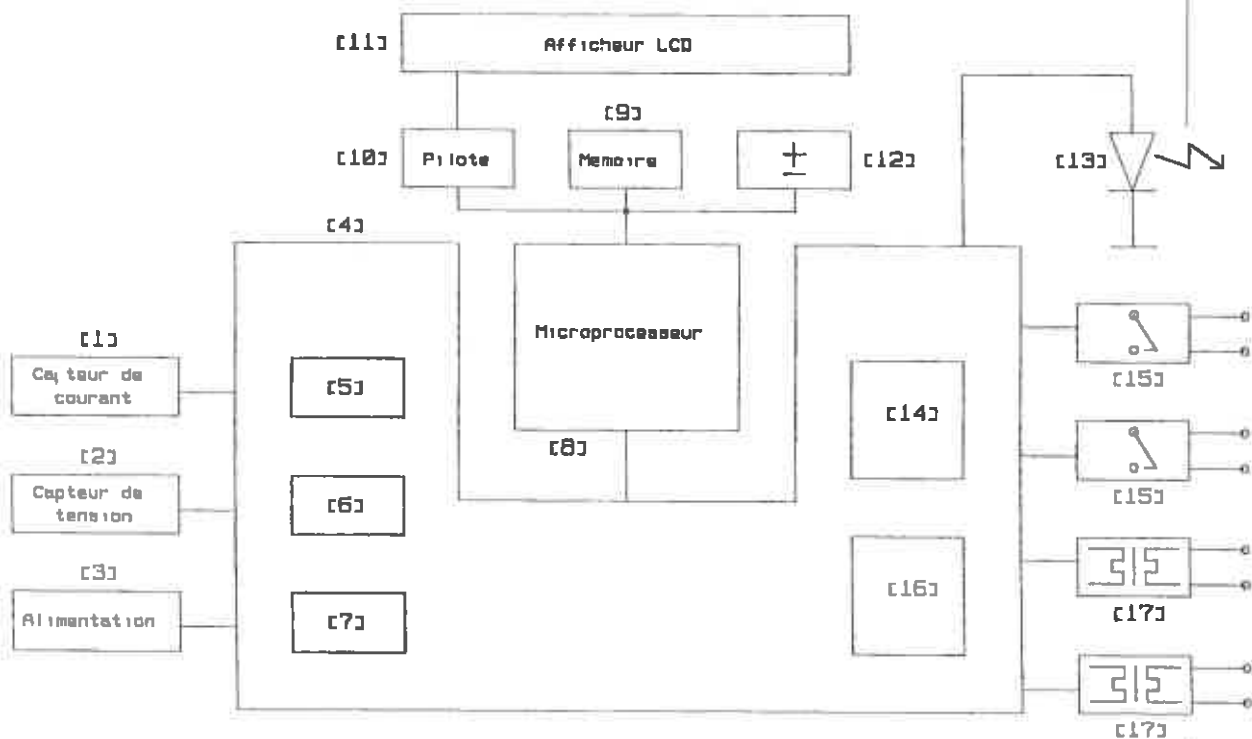 [11] Afficheur LCD
[9]
[10] Pilote Memoire ± [12] [13]
[4]
Microprocesseur
[1]
Capteur de
courant
[5]
[14]
[15]
[8]
[2]
Capteur de
tension
[6]
[15]
[3]
Alimentation
[7]
[16]
[17]
[17]